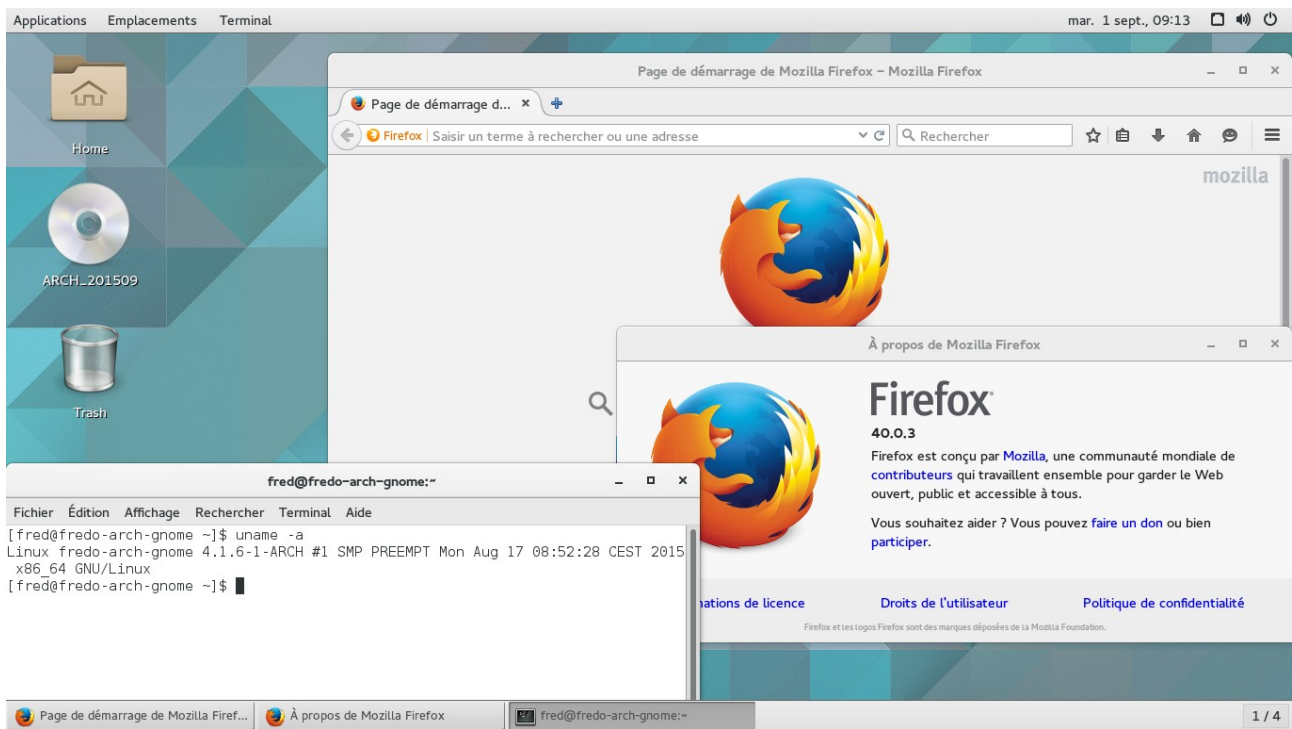 Applications Emplacements Terminal mar. 1 sept., 09:13
Home
ARCH_201509
Trash
Page de démarrage de Mozilla Firefox – Mozilla Firefox
Page de démarrage d...
Firefox Saisir un terme à rechercher ou une adresse Rechercher
mozilla
À propos de Mozilla Firefox
Firefox
40.0.3
Firefox est conçu par Mozilla, une communauté mondiale de
contributeurs qui travaillent ensemble pour garder le Web
ouvert, public et accessible à tous.
Vous souhaitez aider ? Vous pouvez faire un don ou bien
participer.
ations de licence Droits de l'utilisateur Politique de confidentialité
Firefox et les logos Firefox sont des marques déposées de la Mozilla Foundation.
fred@fredo-arch-gnome:~
Fichier Édition Affichage Rechercher Terminal Aide
[fred@fredo-arch-gnome ~]$ uname -a
Linux fredo-arch-gnome 4.1.6-1-ARCH #1 SMP PREEMPT Mon Aug 17 08:52:28 CEST 2015
x86_64 GNU/Linux
[fred@fredo-arch-gnome ~]$
Page de démarrage de Mozilla Firef... À propos de Mozilla Firefox fred@fredo-arch-gnome:~ 1 / 4